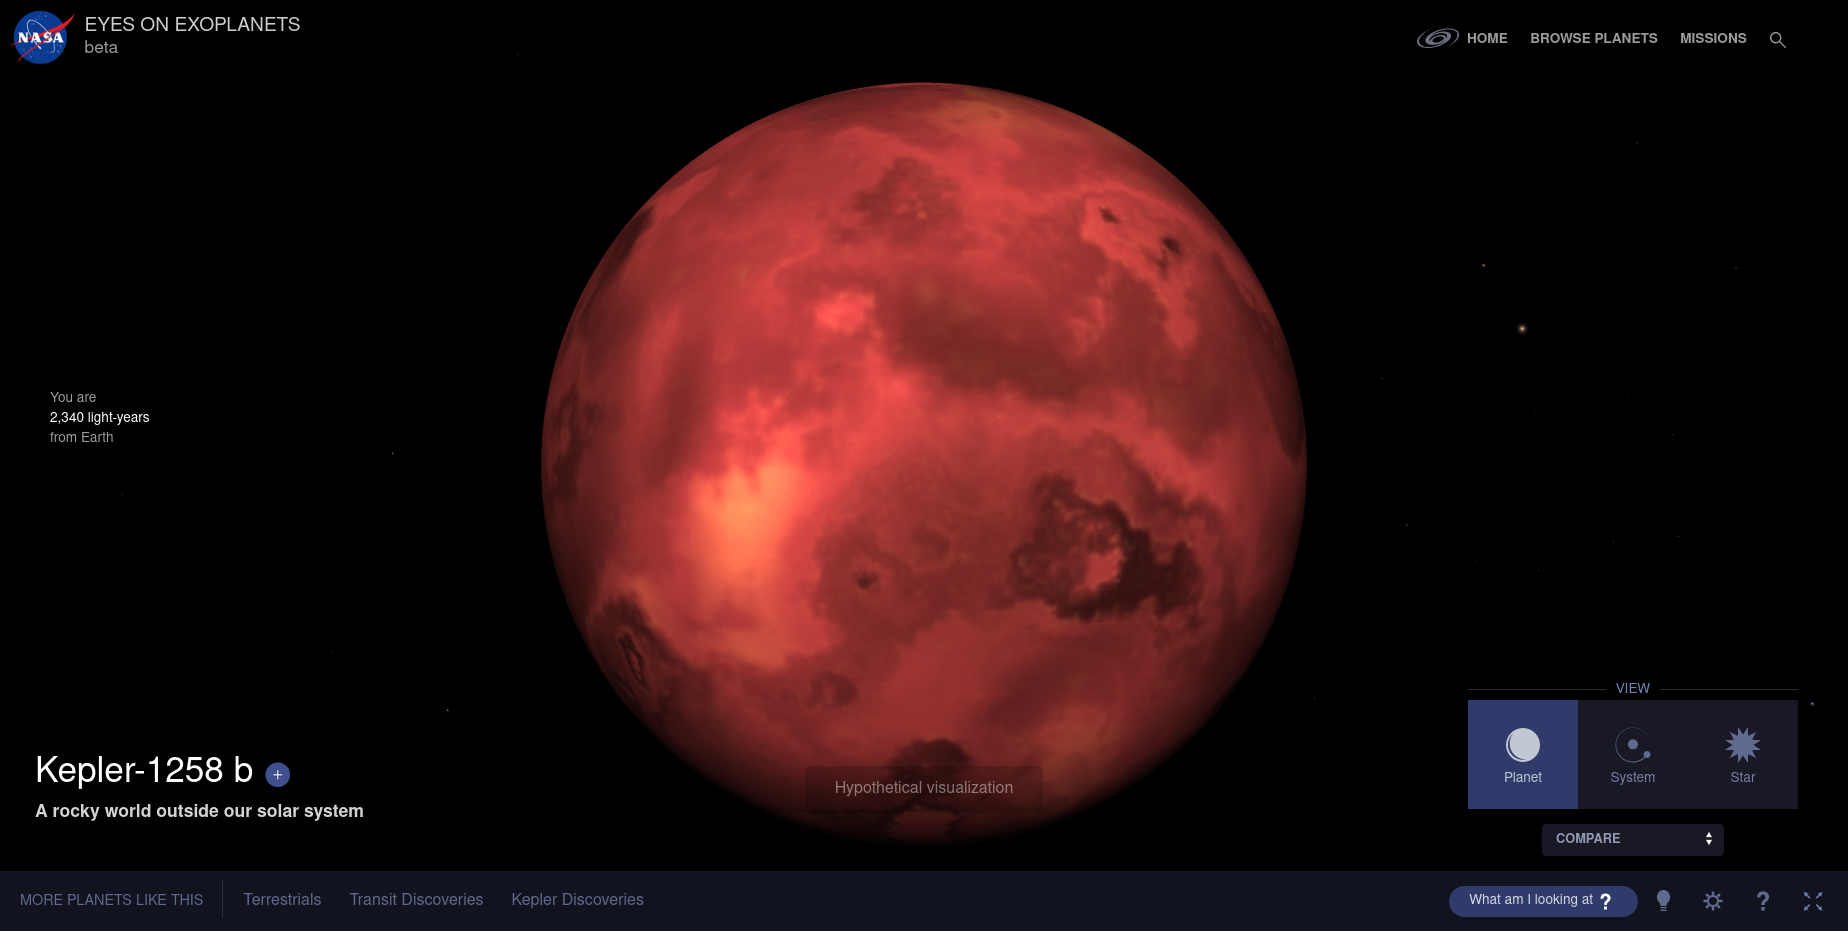 NASA
EYES ON EXOPLANETS
beta
HOME
BROWSE PLANETS
MISSIONS
You are
2,340 light-years
from Earth
VIEW
Planet
System
Star
Kepler-1258 b +
A rocky world outside our solar system
Hypothetical visualization
COMPARE
MORE PLANETS LIKE THIS
Terrestrials
Transit Discoveries
Kepler Discoveries
What am I looking at ?
?